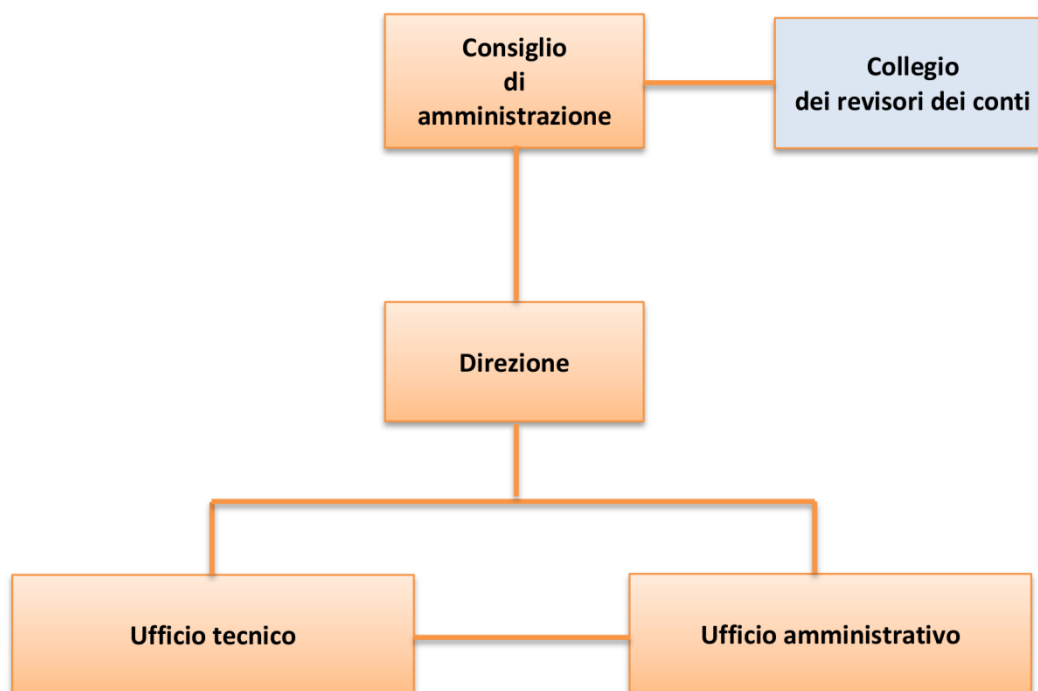 Consiglio
di
amministrazione
Collegio
dei revisori dei conti
Direzione
Ufficio tecnico
Ufficio amministrativo